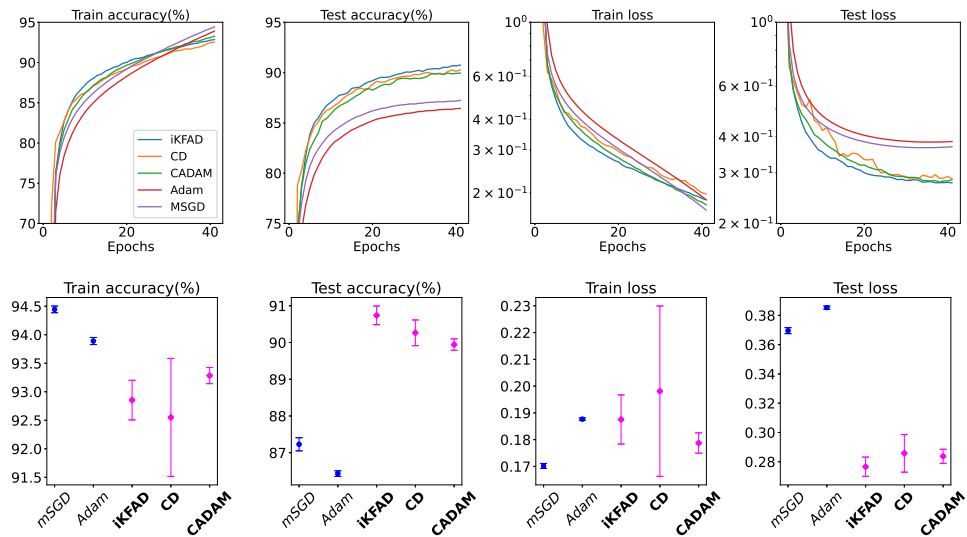 Train accuracy(%)
95
90
85
80
75
70
0
20
40
Epochs
iKFAD
CD
CADAM
Adam
MSGD
Test accuracy(%)
95
90
85
80
75
0
20
40
Epochs
Train loss
10⁰
6 × 10⁻¹
4 × 10⁻¹
3 × 10⁻¹
2 × 10⁻¹
0
20
40
Epochs
Test loss
10⁰
6 × 10⁻¹
4 × 10⁻¹
3 × 10⁻¹
2 × 10⁻¹
0
20
40
Epochs
Train accuracy(%)
94.5
94.0
93.5
93.0
92.5
92.0
91.5
mSGD
Adam
iKFAD
CD
CADAM
Test accuracy(%)
91
90
89
88
87
mSGD
Adam
iKFAD
CD
CADAM
Train loss
0.23
0.22
0.21
0.20
0.19
0.18
0.17
mSGD
Adam
iKFAD
CD
CADAM
Test loss
0.38
0.36
0.34
0.32
0.30
0.28
mSGD
Adam
iKFAD
CD
CADAM